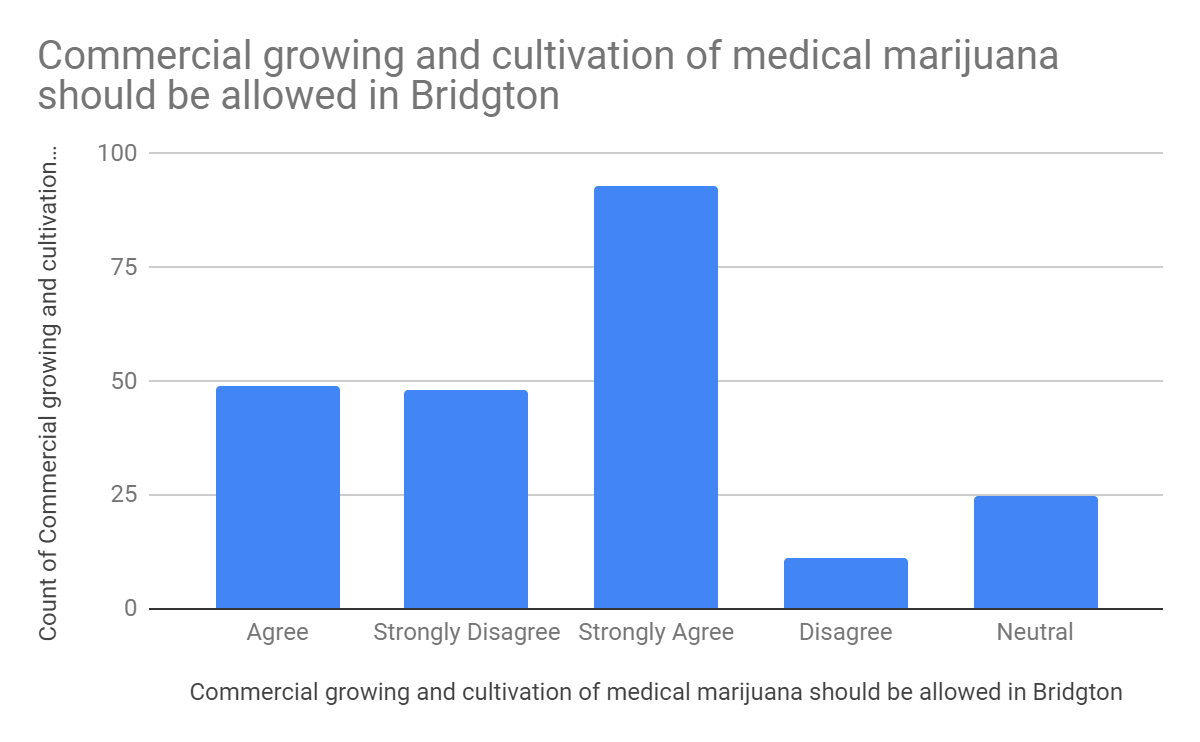 Commercial growing and cultivation of medical marijuana
should be allowed in Bridgton
Count of Commercial growing and cultivation...
100
75
50
25
0
Agree
Strongly Disagree
Strongly Agree
Disagree
Neutral
Commercial growing and cultivation of medical marijuana should be allowed in Bridgton